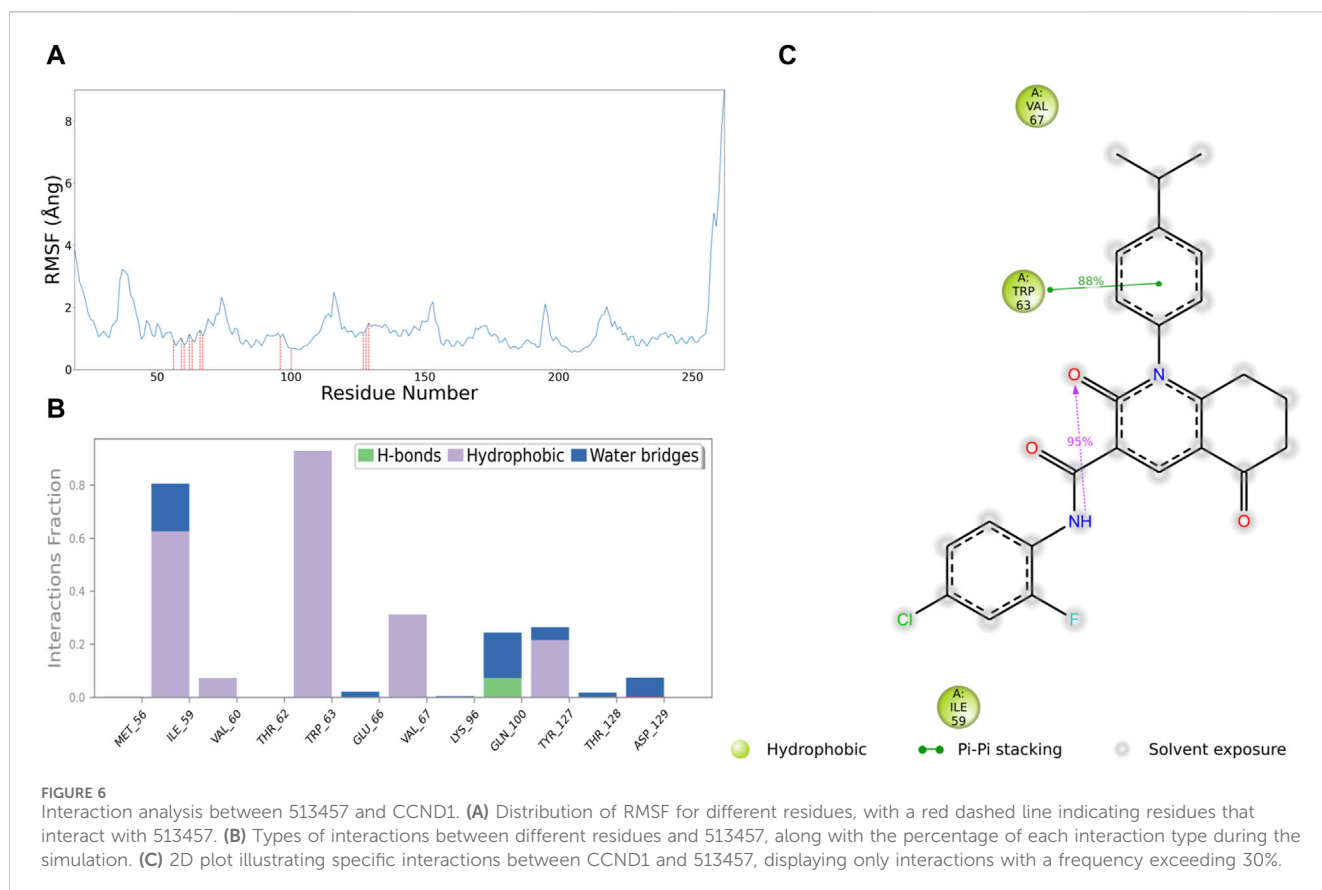 A
RMSF (Ång)
8
6
4
2
0
50
100
150
200
250
Residue Number
B
H-bonds
Hydrophobic
Water bridges
Interactions Fraction
0.8
0.6
0.4
0.2
0.0
MET_56
ILE_59
VAL_60
THR_62
TRP_63
GLU_66
VAL_67
LYS_96
GLN_100
TYR_127
THR_128
ASP_129
C
A:
VAL
67
A:
TRP
63
88%
O
N
95%
O
NH
O
Cl
F
A:
ILE
59
Hydrophobic
Pi-Pi stacking
Solvent exposure
FIGURE 6
Interaction analysis between 513457 and CCND1. (A) Distribution of RMSF for different residues, with a red dashed line indicating residues that
interact with 513457. (B) Types of interactions between different residues and 513457, along with the percentage of each interaction type during the
simulation. (C) 2D plot illustrating specific interactions between CCND1 and 513457, displaying only interactions with a frequency exceeding 30%.